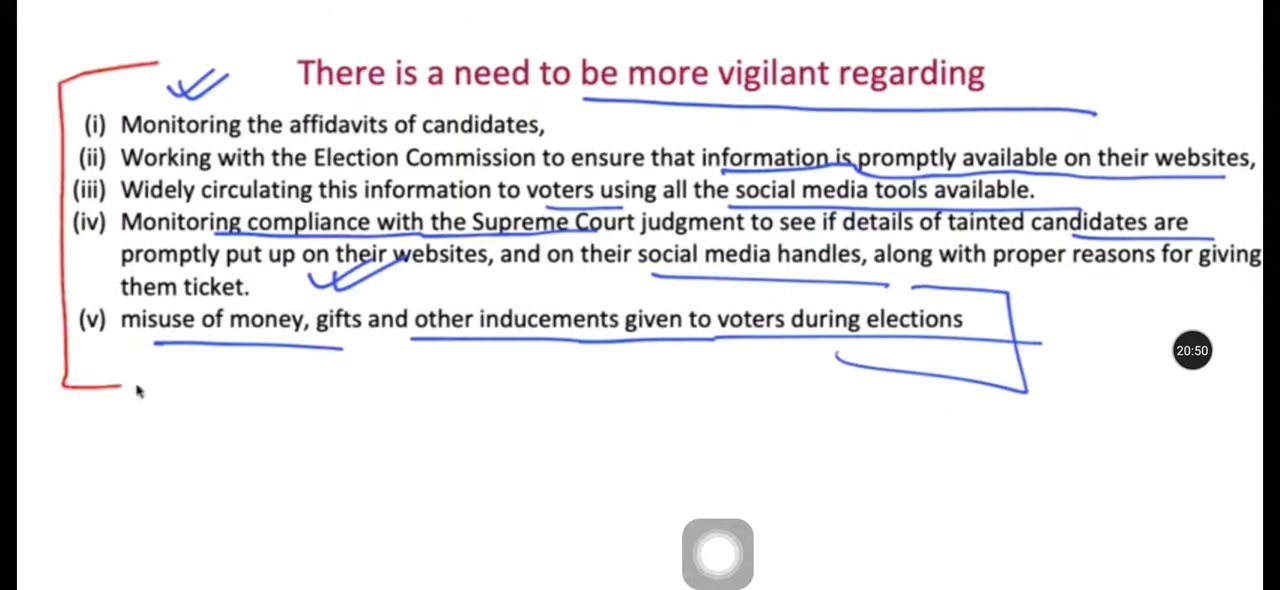 There is a need to be more vigilant regarding
(i) Monitoring the affidavits of candidates,
(ii) Working with the Election Commission to ensure that information is promptly available on their websites,
(iii) Widely circulating this information to voters using all the social media tools available.
(iv) Monitoring compliance with the Supreme Court judgment to see if details of tainted candidates are
promptly put up on their websites, and on their social media handles, along with proper reasons for giving
them ticket.
(v) misuse of money, gifts and other inducements given to voters during elections
20:50